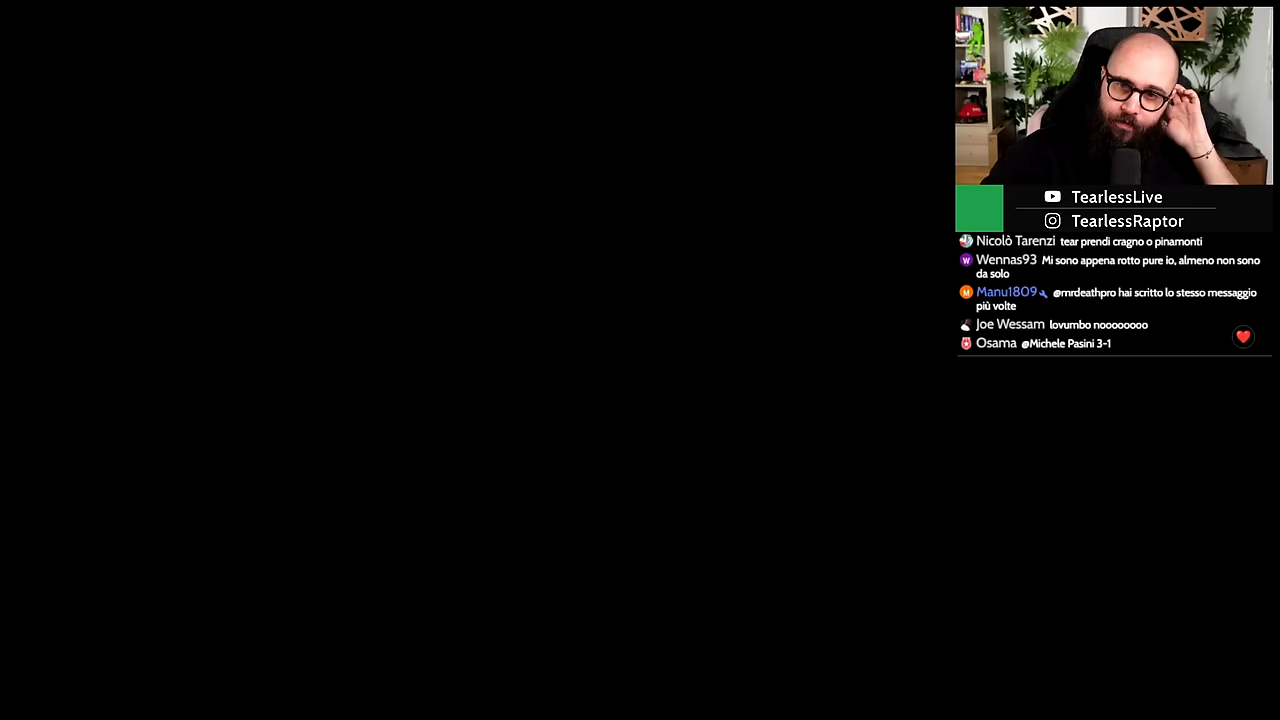 TearlessLive
TearlessRaptor
Nicolò Tarenzi tear prendi cragno o pinamonti
W Wennas93 Mi sono appena rotto pure io, almeno non sono
da solo
M Manu1809 @mrdeathpro hai scritto lo stesso messaggio
più volte
Joe Wessam lovumbo noooooooo
Osama @Michele Pasini 3-1